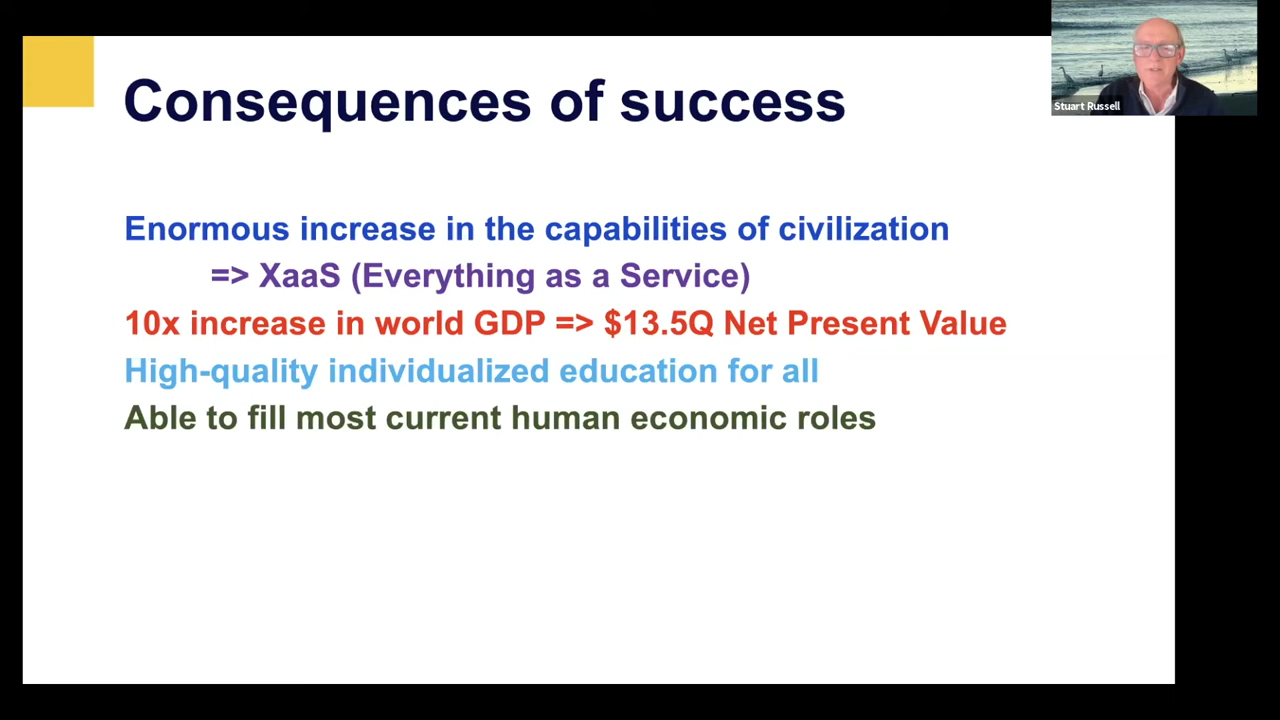 Consequences of success
Stuart Russell
Enormous increase in the capabilities of civilization
=> XaaS (Everything as a Service)
10x increase in world GDP => $13.5Q Net Present Value
High-quality individualized education for all
Able to fill most current human economic roles